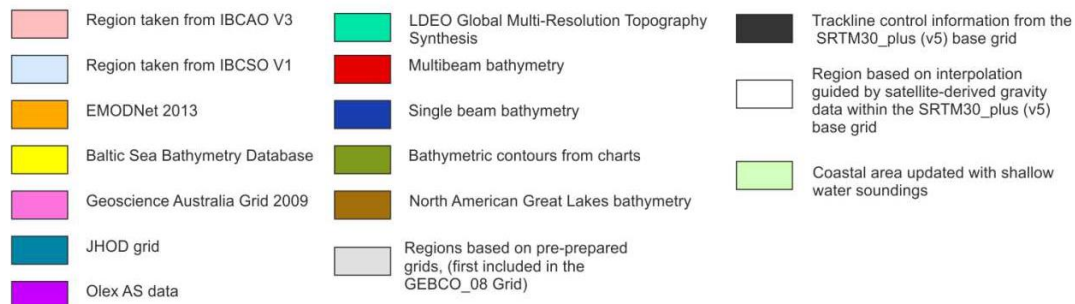 Region taken from IBCAO V3
Region taken from IBCSO V1
EMODNet 2013
Baltic Sea Bathymetry Database
Geoscience Australia Grid 2009
JHOD grid
Olex AS data
LDEO Global Multi-Resolution Topography
Synthesis
Multibeam bathymetry
Single beam bathymetry
Bathymetric contours from charts
North American Great Lakes bathymetry
Regions based on pre-prepared
grids, (first included in the
GEBCO_08 Grid)
Trackline control information from the
SRTM30_plus (v5) base grid
Region based on interpolation
guided by satellite-derived gravity
data within the SRTM30_plus (v5)
base grid
Coastal area updated with shallow
water soundings